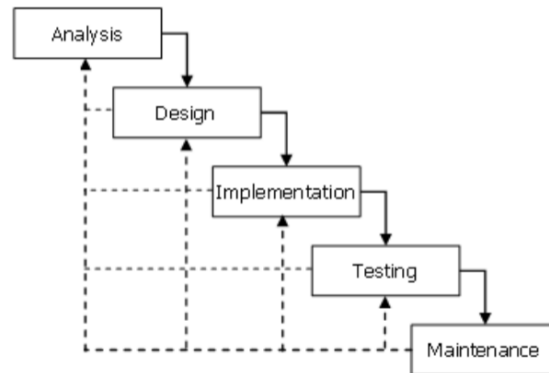 Analysis
Design
Implementation
Testing
Maintenance